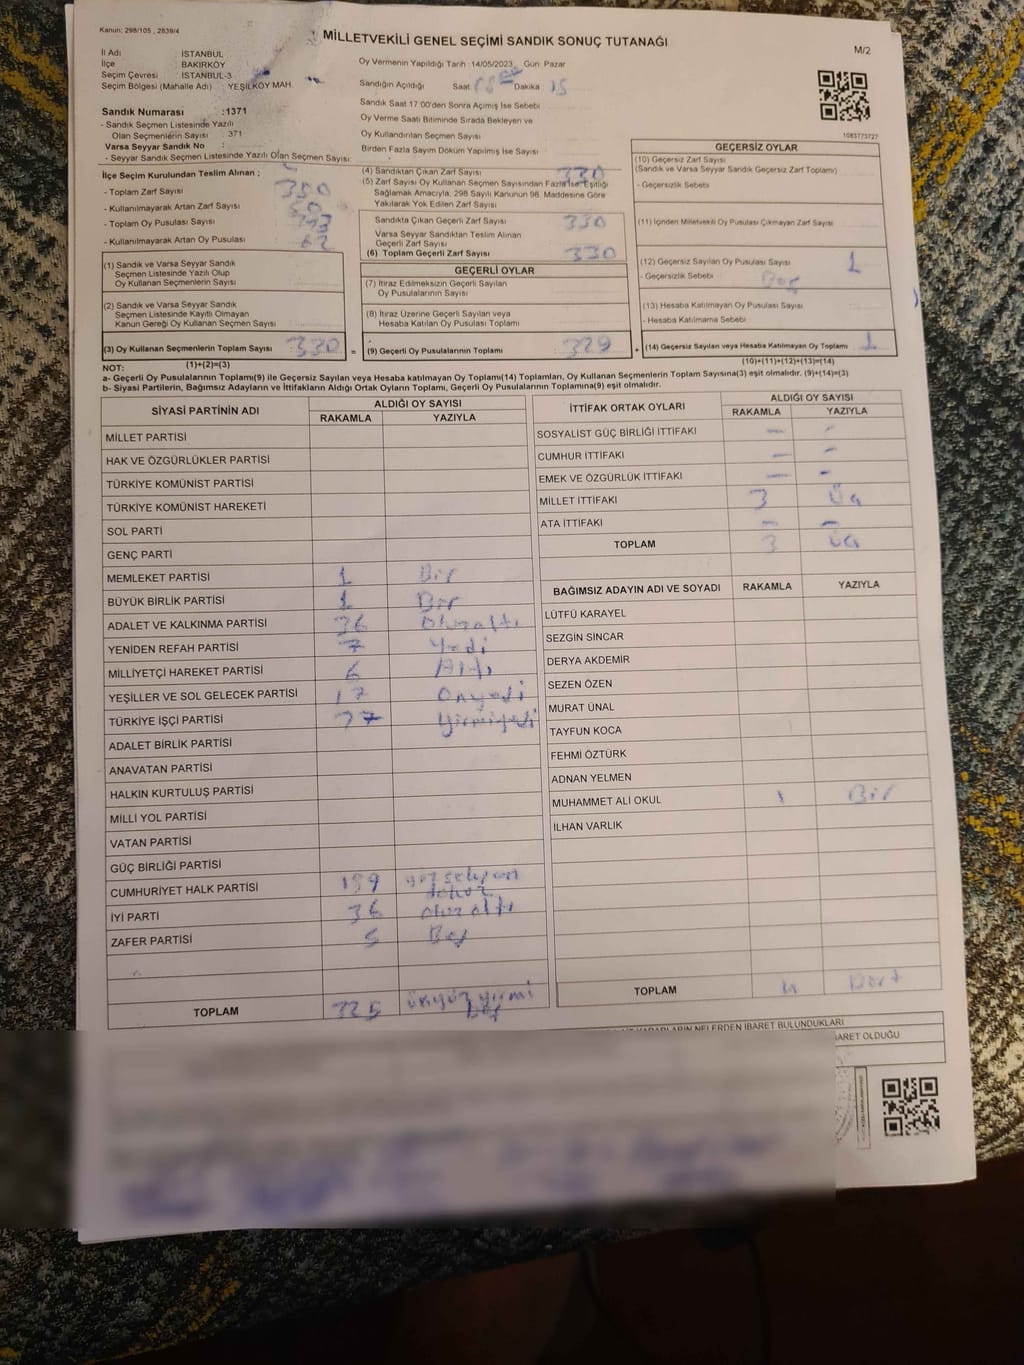 Kanun: 298/105 , 2839/4
MİLLETVEKİLİ GENEL SEÇİMİ SANDIK SONUÇ TUTANAĞI
M/2
İl Adı İSTANBUL
İlçe BAKIRKÖY
Seçim Çevresi İSTANBUL-3
Seçim Bölgesi (Mahalle Adı) YEŞİLKÖY MAH
Sandık Numarası :1371
- Sandık Seçmen Listesinde Yazılı
Olan Seçmenlerin Sayısı : 371
Varsa Seyyar Sandık No :
- Seyyar Sandık Seçmen Listesinde Yazılı Olan Seçmen Sayısı :
Oy Vermenin Yapıldığı Tarih 14/05/2023 Gün Pazar
Sandığın Açıldığı Saat Dakika 15
Sandık Saat 17 00'den Sonra Açımış İse Sebebi
Oy Verme Saati Bitiminde Sırada Bekleyen ve
Oy Kullandırılan Seçmen Sayısı
Birden Fazla Sayım Döküm Yapılmış İse Sayısı
1083773727
İlçe Seçim Kurulundan Teslim Alınan ;
- Toplam Zarf Sayısı
- Kullanılmayarak Artan Zarf Sayısı
- Toplam Oy Pusulası Sayısı
- Kullanılmayarak Artan Oy Pusulası
(4) Sandıktan Çıkan Zarf Sayısı 330
(5) Zarf Sayısı Oy Kullanan Seçmen Sayısından Fazla İse Eşitliği
Sağlamak Amacıyla, 298 Sayılı Kanunun 98. Maddesine Göre
Yakılarak Yok Edilen Zarf Sayısı
Sandıkta Çıkan Geçerli Zarf Sayısı 330
Varsa Seyyar Sandıktan Teslim Alınan
Geçerli Zarf Sayısı
(6) Toplam Geçerli Zarf Sayısı 330
GEÇERSİZ OYLAR
(10) Geçersiz Zarf Sayısı
(Sandık ve Varsa Seyyar Sandık Geçersiz Zarf Toplamı)
- Geçersizlik Sebebi
(11) İçinden Milletvekili Oy Pusulası Çıkmayan Zarf Sayısı
(12) Geçersiz Sayılan Oy Pusulası Sayısı 1
- Geçersizlik Sebebi Boş
(13) Hesaba Katılmayan Oy Pusulası Sayısı
- Hesaba Katılmama Sebebi
(14) Geçersiz Sayılan veya Hesaba Katılmayan Oy Toplamı 1
(10)+(11)+(12)+(13)=(14)
(1) Sandık ve Varsa Seyyar Sandık
Seçmen Listesinde Yazılı Olup
Oy Kullanan Seçmenlerin Sayısı
(2) Sandık ve Varsa Seyyar Sandık
Seçmen Listesinde Kayıtlı Olmayan
Kanun Gereği Oy Kullanan Seçmen Sayısı
(3) Oy Kullanan Seçmenlerin Toplam Sayısı 330 =
(1)+(2)=(3)
GEÇERLİ OYLAR
(7) İtiraz Edilmeksizin Geçerli Sayılan
Oy Pusulalarının Sayısı
(8) İtiraz Üzerine Geçerli Sayılan veya
Hesaba Katılan Oy Pusulası Toplamı
(9) Geçerli Oy Pusulalarının Toplamı 329 +
NOT:
a- Geçerli Oy Pusulalarının Toplamı(9) ile Geçersiz Sayılan veya Hesaba katılmayan Oy Toplamı(14) Toplamları, Oy Kullanan Seçmenlerin Toplam Sayısına(3) eşit olmalıdır. (9)+(14)=(3)
b- Siyasi Partilerin, Bağımsız Adayların ve İttifakların Aldığı Ortak Oyların Toplamı, Geçerli Oy Pusulalarının Toplamına(9) eşit olmalıdır.
SİYASİ PARTİNİN ADI ALDIĞI OY SAYISI
RAKAMLA YAZIYLA
MİLLET PARTİSİ
HAK VE ÖZGÜRLÜKLER PARTİSİ
TÜRKİYE KOMÜNİST PARTİSİ
TÜRKİYE KOMÜNİST HAREKETİ
SOL PARTİ
GENÇ PARTİ
MEMLEKET PARTİSİ 1 Bir
BÜYÜK BİRLİK PARTİSİ 1 Bir
ADALET VE KALKINMA PARTİSİ 36 Otuzaltı
YENİDEN REFAH PARTİSİ 7 Yedi
MİLLİYETÇİ HAREKET PARTİSİ 6 Altı
YEŞİLLER VE SOL GELECEK PARTİSİ 17 Onyedi
TÜRKİYE İŞÇİ PARTİSİ 27 Yirmiyedi
ADALET BİRLİK PARTİSİ
ANAVATAN PARTİSİ
HALKIN KURTULUŞ PARTİSİ
MİLLİ YOL PARTİSİ
VATAN PARTİSİ
GÜÇ BİRLİĞİ PARTİSİ
CUMHURİYET HALK PARTİSİ 189 yüz seksen
dokuz
İYİ PARTİ 36 otuz altı
ZAFER PARTİSİ 5 Beş
TOPLAM 325 üçyüz yirmi
beş
İTTİFAK ORTAK OYLARI ALDIĞI OY SAYISI
RAKAMLA YAZIYLA
SOSYALİST GÜÇ BİRLİĞİ İTTİFAKI — -
CUMHUR İTTİFAKI — -
EMEK VE ÖZGÜRLÜK İTTİFAKI — -
MİLLET İTTİFAKI 3 Üç
ATA İTTİFAKI — -
TOPLAM 3 Üç
BAĞIMSIZ ADAYIN ADI VE SOYADI RAKAMLA YAZIYLA
LÜTFÜ KARAYEL
SEZGİN SİNCAR
DERYA AKDEMİR
SEZEN ÖZEN
MURAT ÜNAL
TAYFUN KOCA
FEHMİ ÖZTÜRK
ADNAN YELMEN
MUHAMMET ALİ OKUL 1 Bir
İLHAN VARLIK
TOPLAM 4 Dört
NELERDEN İBARET BULUNDUKLARI
İBARET OLDUĞU